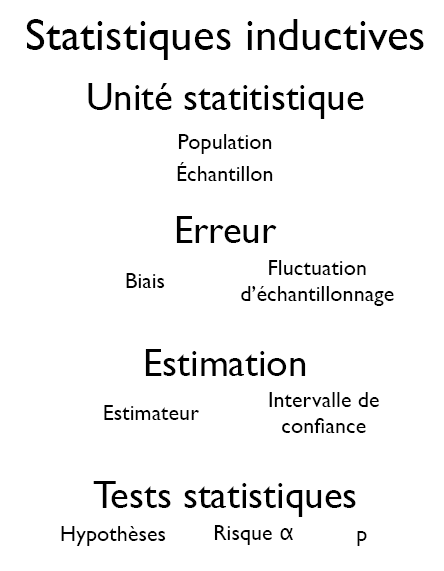 Statistiques inductives
Unité statitistique
Population
Échantillon
Erreur
Biais
Fluctuation
d'échantillonnage
Estimation
Estimateur
Intervalle de
confiance
Tests statistiques
Hypothèses Risque α p